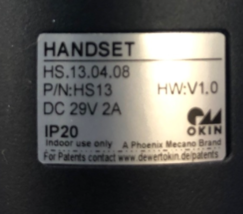 HANDSET
HS.13.04.08
P/N:HS13 HW:V1.0
DC 29V 2A
OKIN
IP20
Indoor use only A Phoenix Mecano Brand
For Patents contact www.dewertokin.de/patents